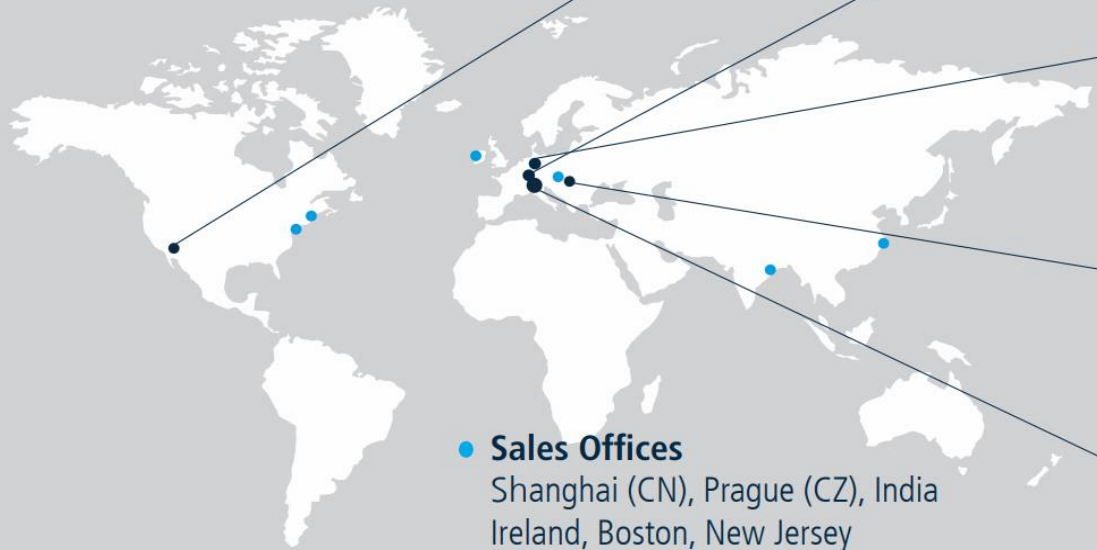 Sales Offices
Shanghai (CN), Prague (CZ), India
Ireland, Boston, New Jersey